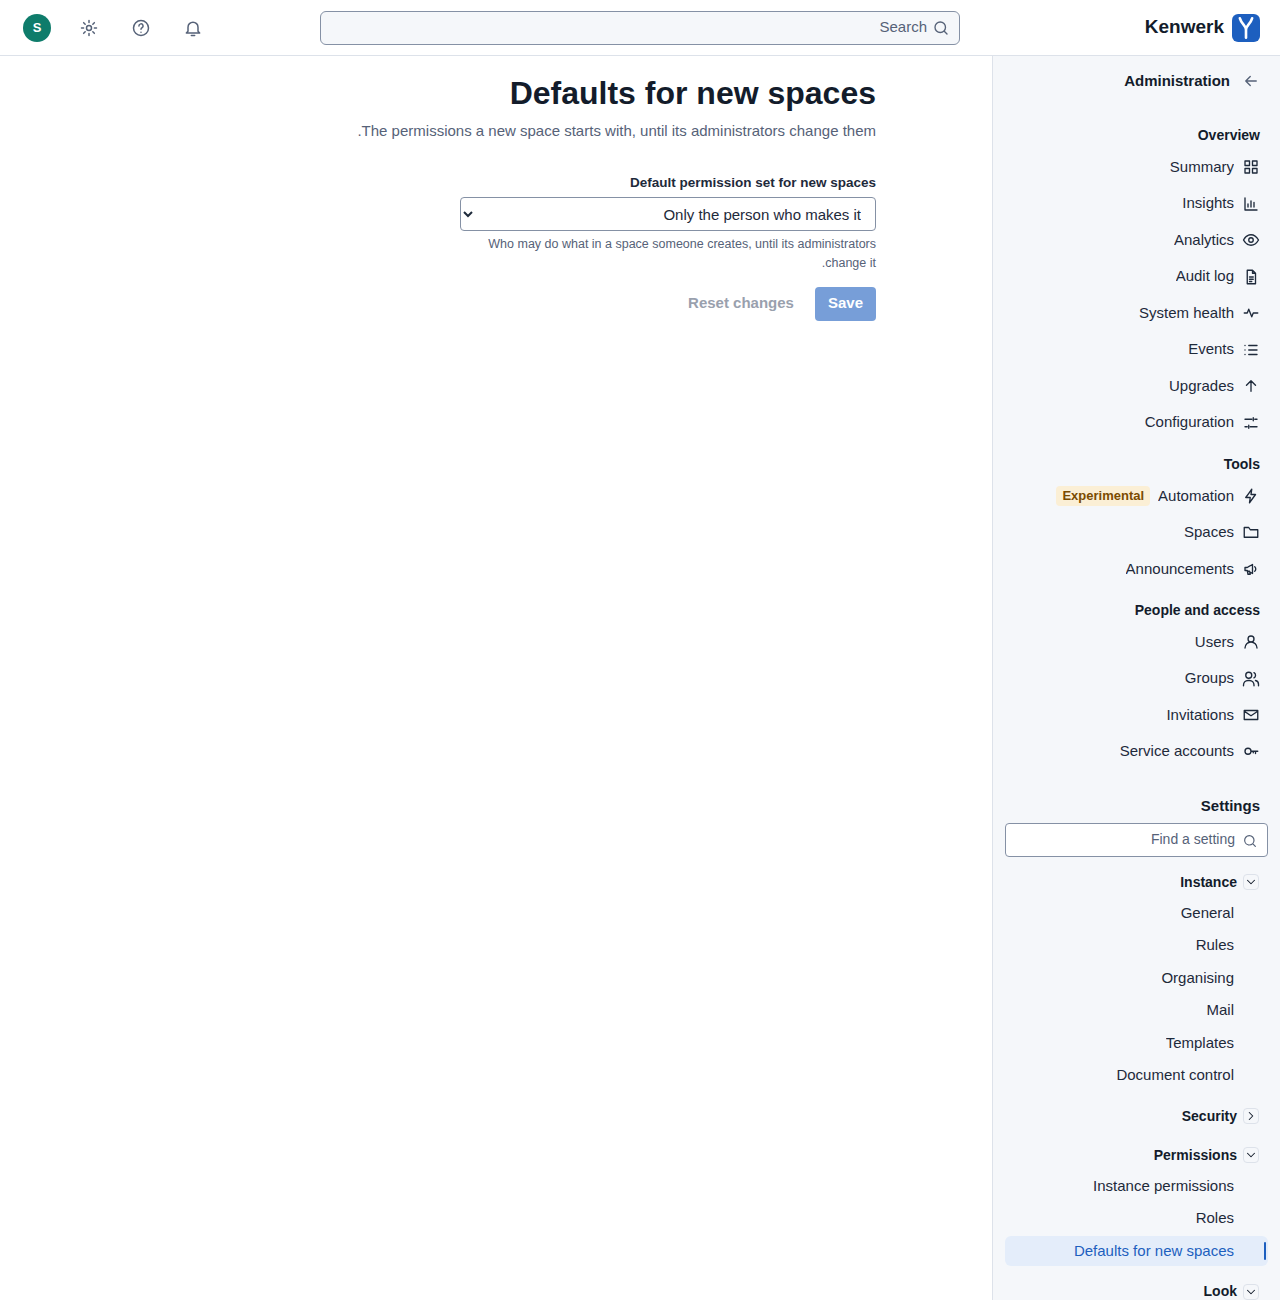 S
Search
Kenwerk
Defaults for new spaces
.The permissions a new space starts with, until its administrators change them
Default permission set for new spaces
Only the person who makes it
Who may do what in a space someone creates, until its administrators
.change it
Reset changes
Save
Administration
Overview
Summary
Insights
Analytics
Audit log
System health
Events
Upgrades
Configuration
Tools
Automation Experimental
Spaces
Announcements
People and access
Users
Groups
Invitations
Service accounts
Settings
Find a setting
Instance
General
Rules
Organising
Mail
Templates
Document control
Security
Permissions
Instance permissions
Roles
Defaults for new spaces
Look